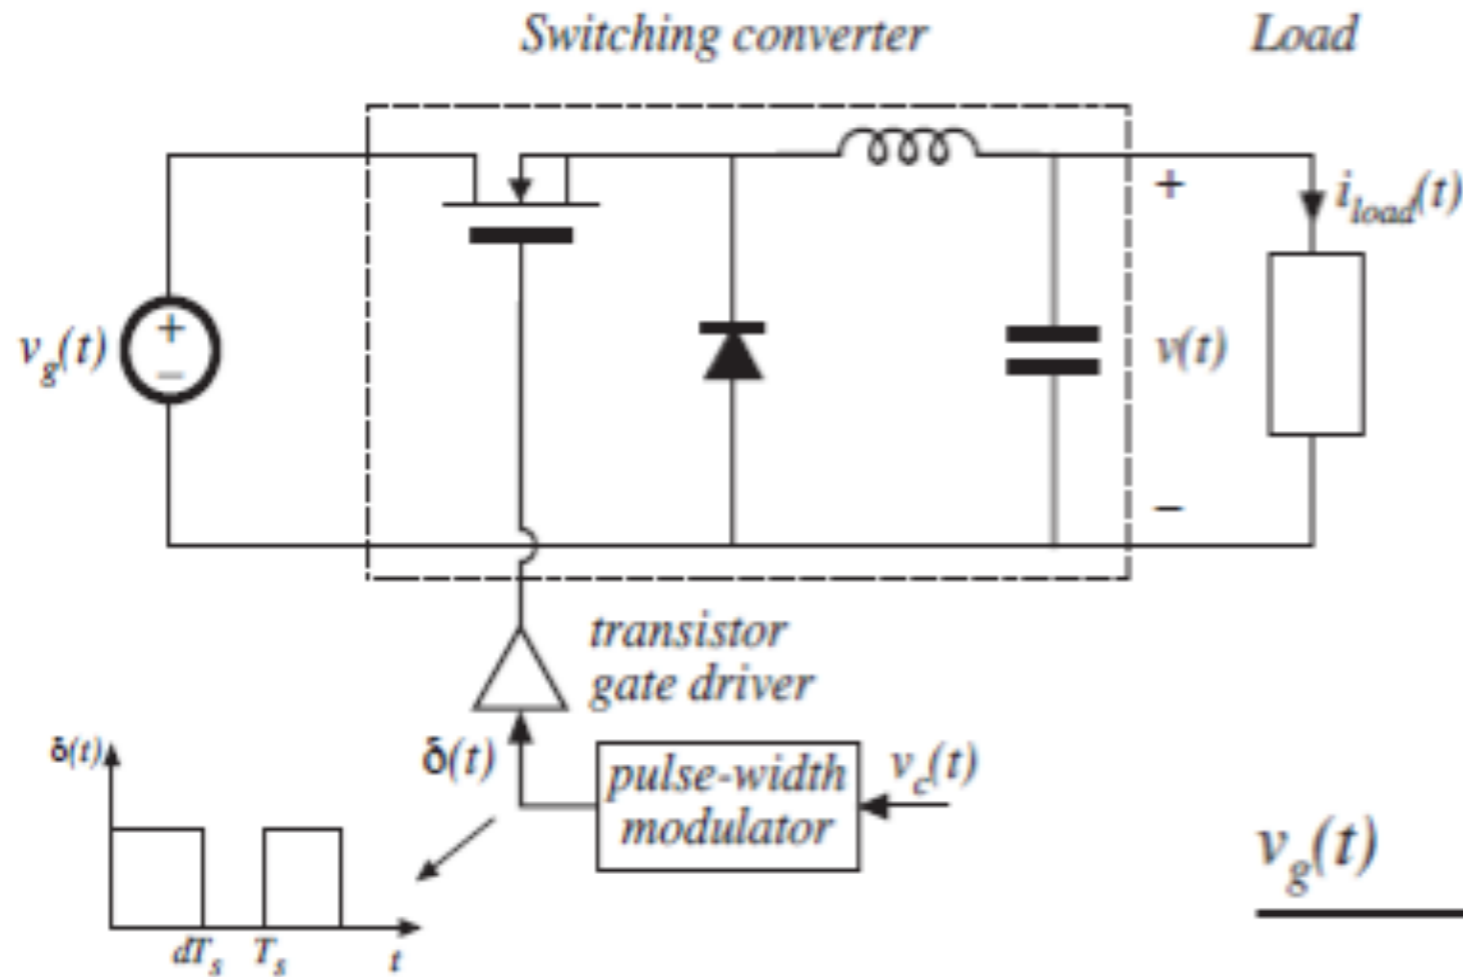 Switching converter
Load
+
i_load(t)
v_g(t)
+
−
v(t)
−
transistor
gate driver
δ(t)
δ(t)
pulse-width
modulator
v_c(t)
dT_s
T_s
t
v_g(t)